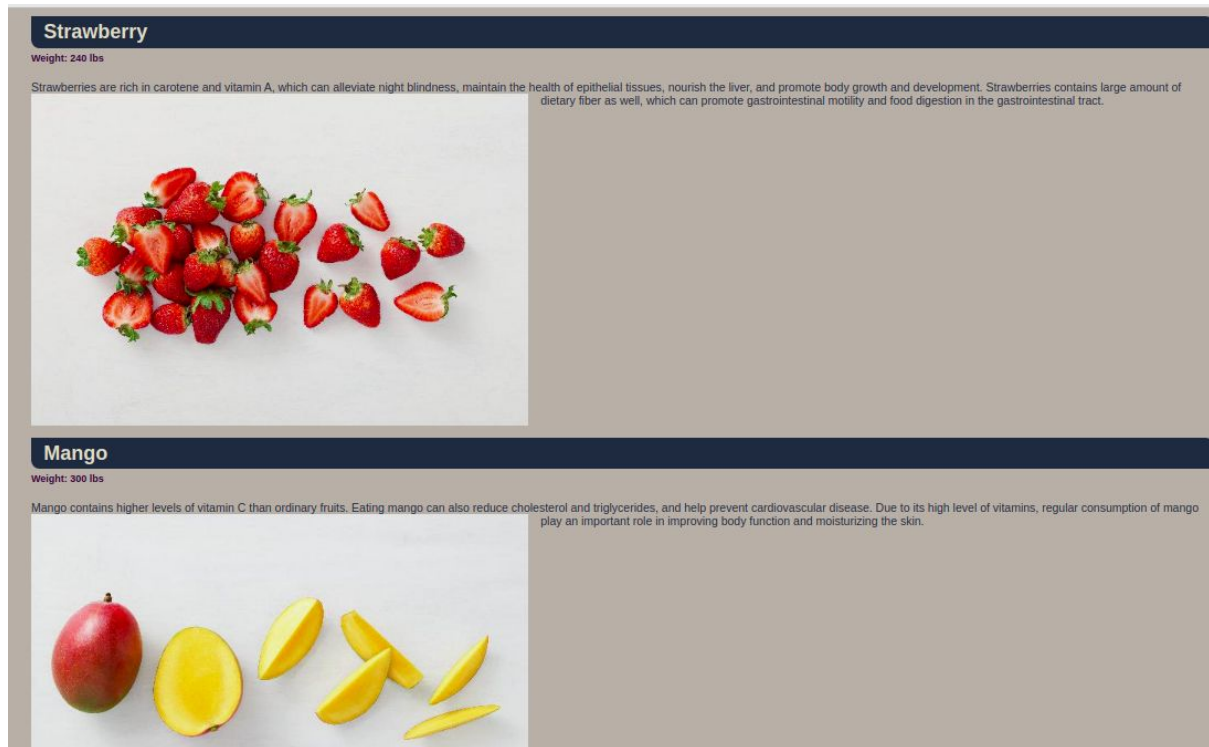 Strawberry
Weight: 240 lbs
Strawberries are rich in carotene and vitamin A, which can alleviate night blindness, maintain the health of epithelial tissues, nourish the liver, and promote body growth and development. Strawberries contains large amount of
dietary fiber as well, which can promote gastrointestinal motility and food digestion in the gastrointestinal tract.
Mango
Weight: 300 lbs
Mango contains higher levels of vitamin C than ordinary fruits. Eating mango can also reduce cholesterol and triglycerides, and help prevent cardiovascular disease. Due to its high level of vitamins, regular consumption of mango
play an important role in improving body function and moisturizing the skin.